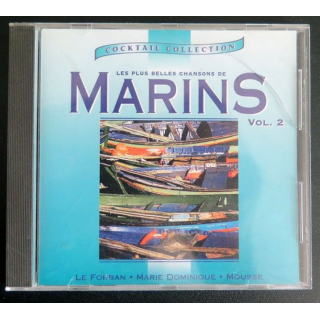 COCKTAIL COLLECTION
LES PLUS BELLES CHANSONS DE
MARINS
VOL. 2
LE FORBAN • MARIE DOMINIQUE • MOUSSE